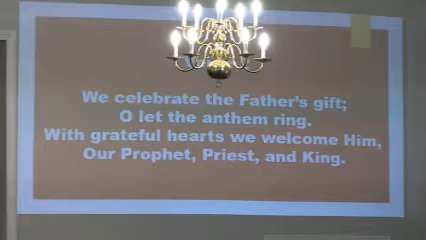 We celebrate the Father's gift;
O let the anthem ring.
With grateful hearts we welcome Him,
Our Prophet, Priest, and King.